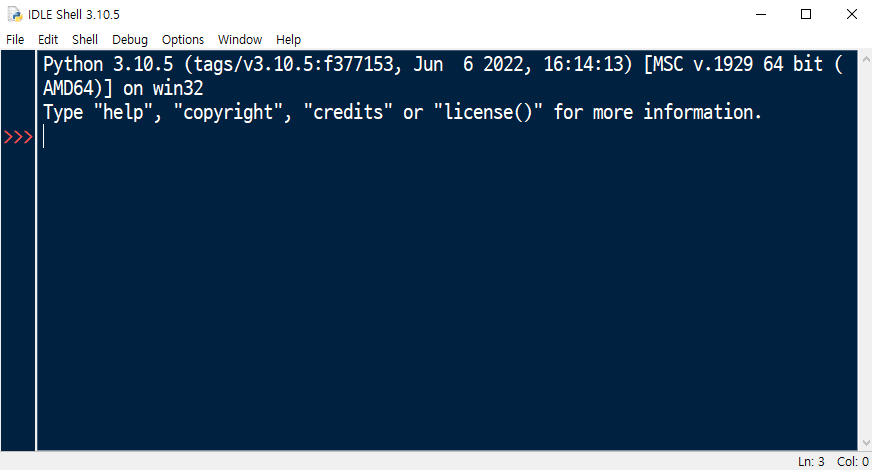 IDLE Shell 3.10.5
File Edit Shell Debug Options Window Help
Python 3.10.5 (tags/v3.10.5:f377153, Jun  6 2022, 16:14:13) [MSC v.1929 64 bit (
AMD64)] on win32
Type "help", "copyright", "credits" or "license()" for more information.
>>>
Ln: 3 Col: 0